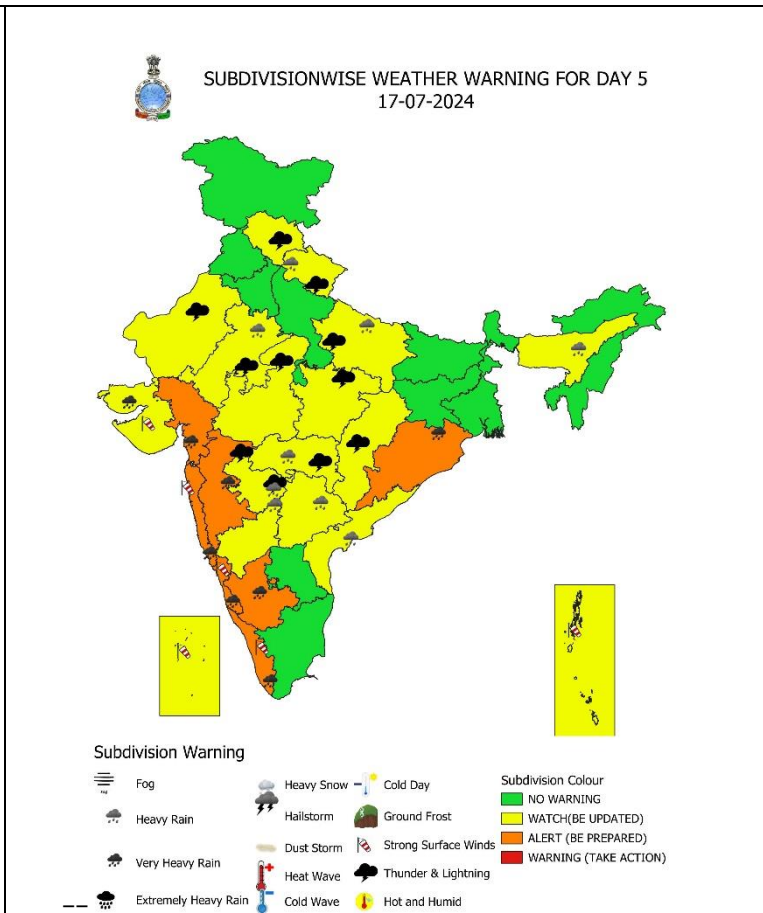 SUBDIVISIONWISE WEATHER WARNING FOR DAY 5
17-07-2024
Subdivision Warning
Fog
Heavy Rain
Very Heavy Rain
Extremely Heavy Rain
Heavy Snow
Hailstorm
Dust Storm
Heat Wave
Cold Wave
Cold Day
Ground Frost
Strong Surface Winds
Thunder & Lightning
Hot and Humid
Subdivision Colour
NO WARNING
WATCH(BE UPDATED)
ALERT (BE PREPARED)
WARNING (TAKE ACTION)